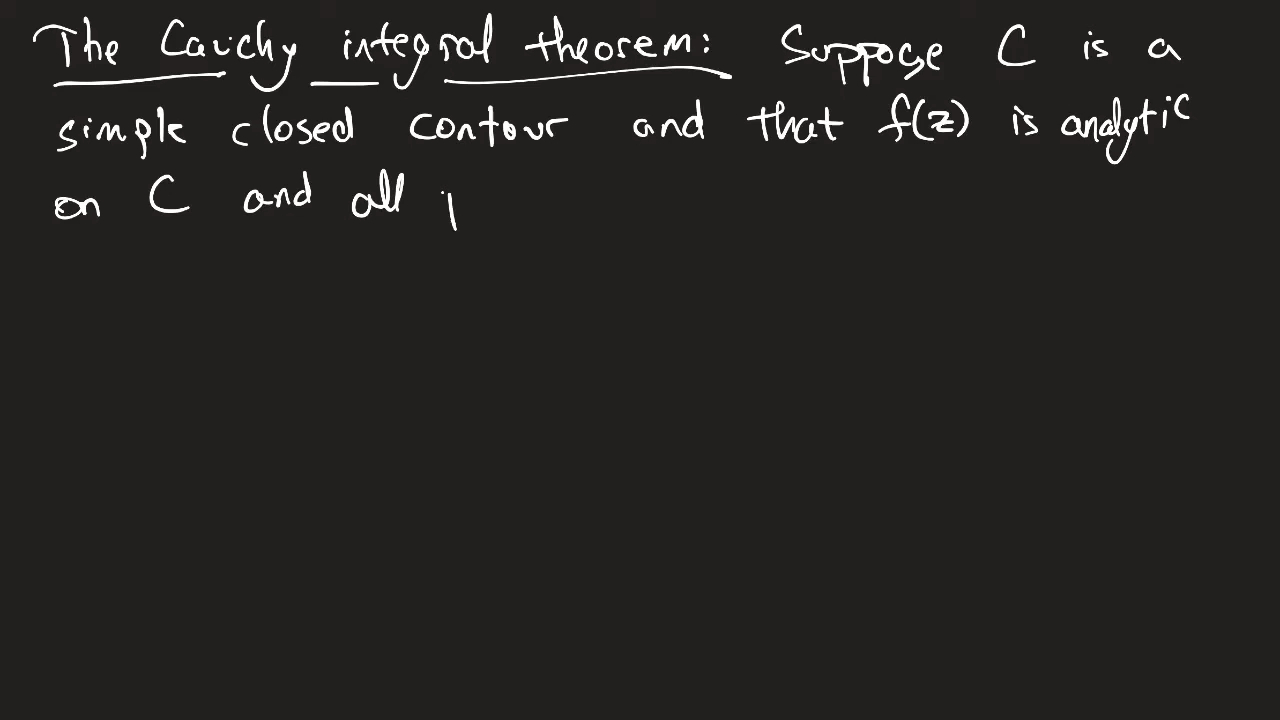 The Cauchy integral theorem: Suppose C is a
simple closed contour and that f(z) is analytic
on C and all